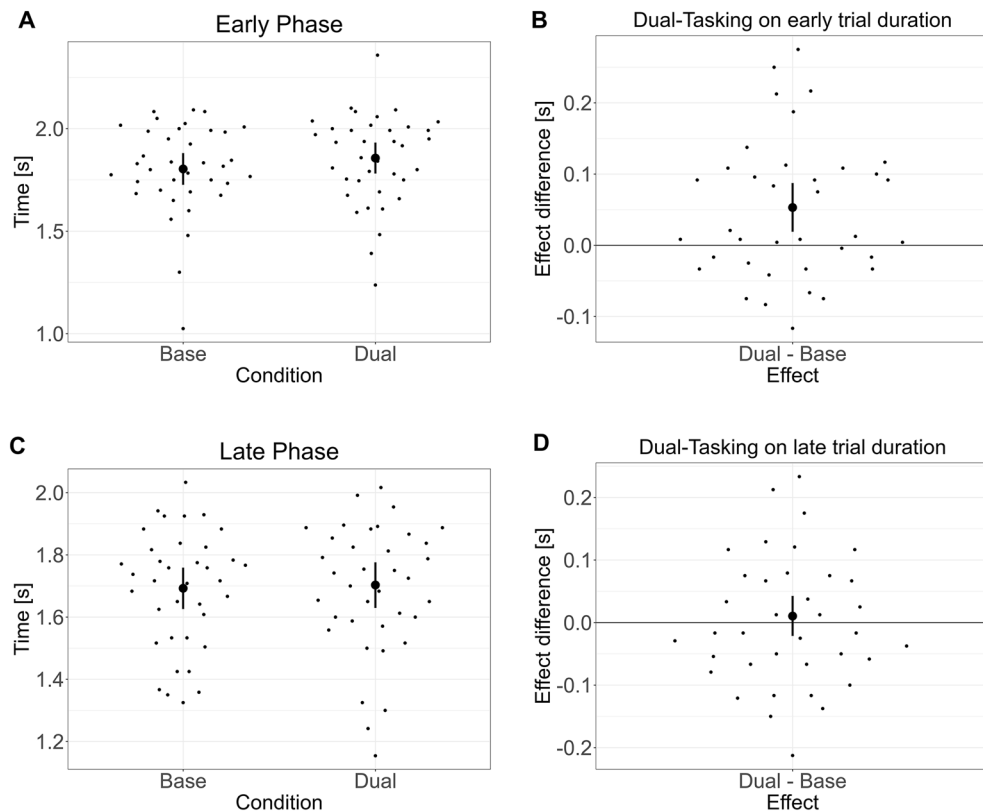 A
Early Phase
Time [s]
2.0
1.5
1.0
Base
Dual
Condition
B
Dual-Tasking on early trial duration
Effect difference [s]
0.2
0.1
0.0
-0.1
Dual - Base
Effect
C
Late Phase
Time [s]
2.0
1.8
1.6
1.4
1.2
Base
Dual
Condition
D
Dual-Tasking on late trial duration
Effect difference [s]
0.2
0.1
0.0
-0.1
-0.2
Dual - Base
Effect